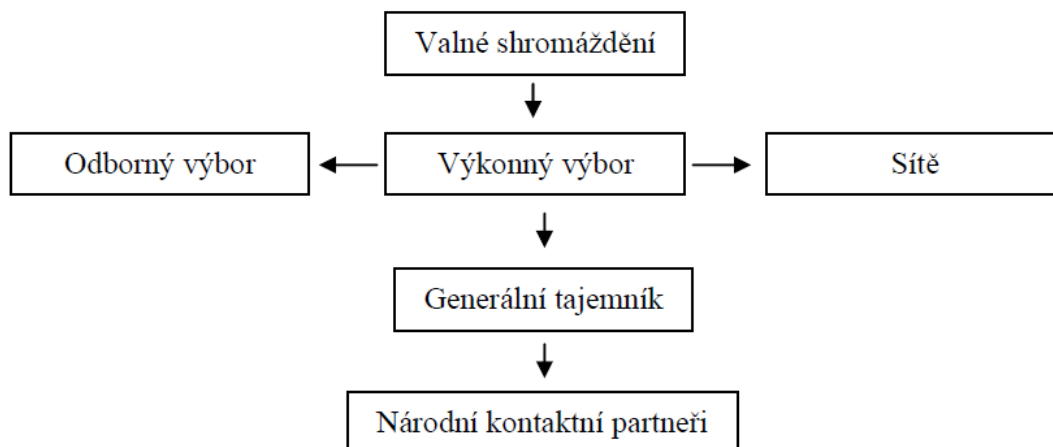 Valné shromáždění
Odborný výbor
Výkonný výbor
Sítě
Generální tajemník
Národní kontaktní partneři